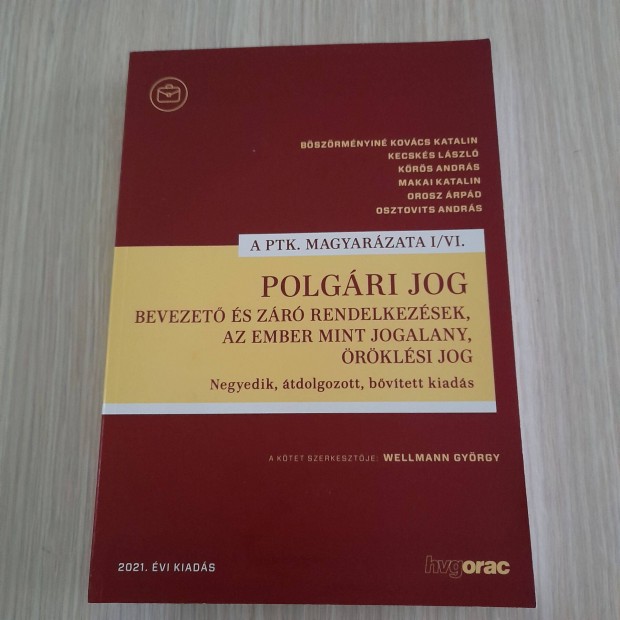 BÖSZÖRMÉNYINÉ KOVÁCS KATALIN
KECSKÉS LÁSZLÓ
KŐRÖS ANDRÁS
MAKAI KATALIN
OROSZ ÁRPÁD
OSZTOVITS ANDRÁS
A PTK. MAGYARÁZATA I/VI.
POLGÁRI JOG
BEVEZETŐ ÉS ZÁRÓ RENDELKEZÉSEK,
AZ EMBER MINT JOGALANY,
ÖRÖKLÉSI JOG
Negyedik, átdolgozott, bővített kiadás
A KÖTET SZERKESZTŐJE: WELLMANN GYÖRGY
2021. ÉVI KIADÁS
hvgorac